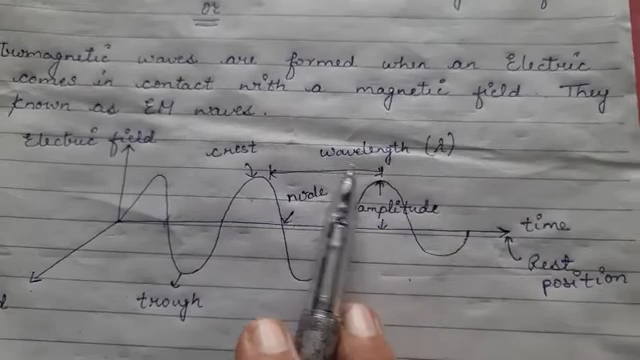 or
tromagnetic waves are formed when an Electric
comes in contact with a magnetic field. They
known as EM waves.
Electric field
crest
wavelength (λ)
node
amplitude
time
trough
Rest
position